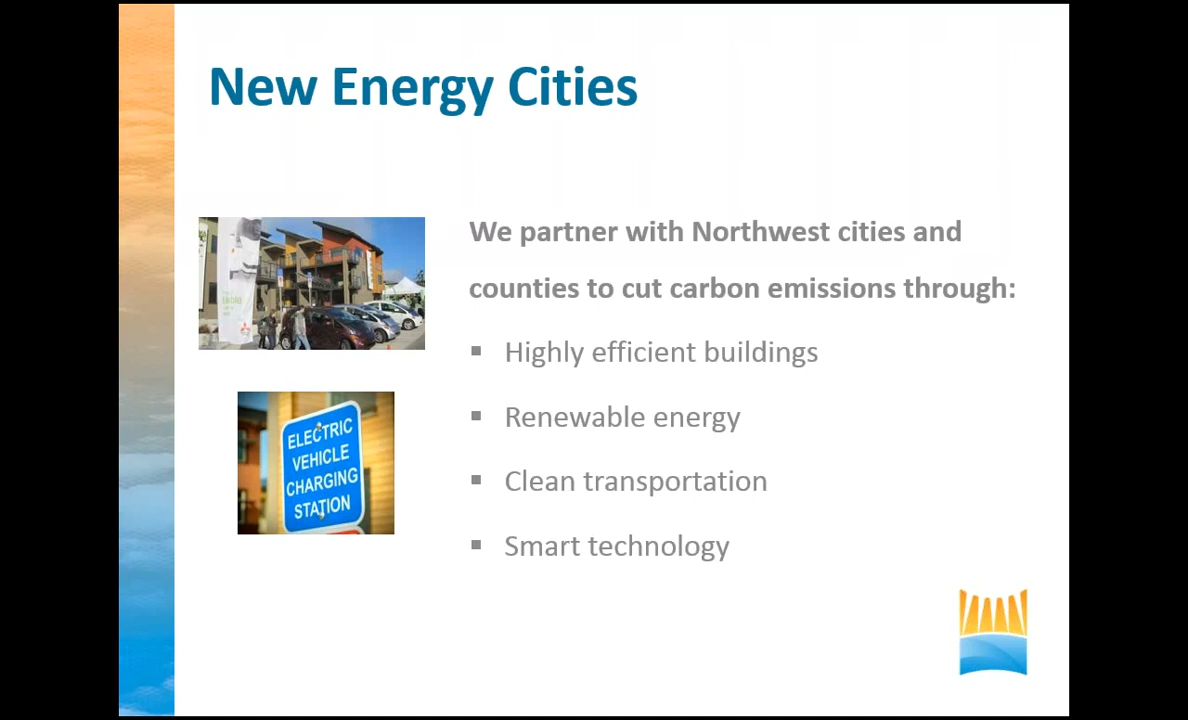 New Energy Cities
We partner with Northwest cities and
counties to cut carbon emissions through:
▪ Highly efficient buildings
▪ Renewable energy
▪ Clean transportation
▪ Smart technology
ELECTRIC
VEHICLE
CHARGING
STATION